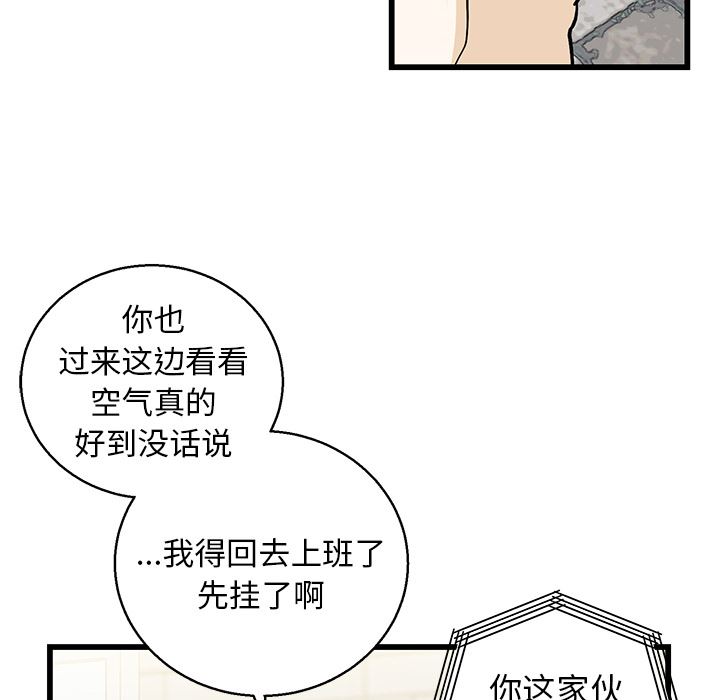 你也
过来这边看看
空气真的
好到没话说
...我得回去上班了
先挂了啊
你这家伙